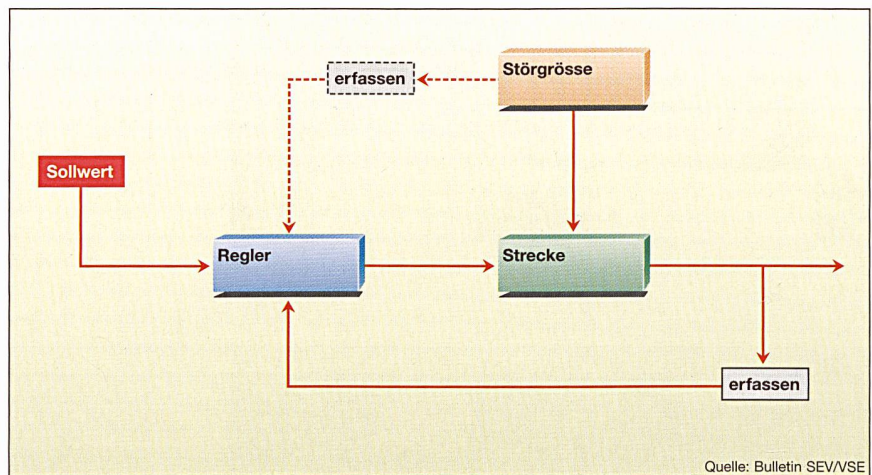 erfassen
Störgrösse
Sollwert
Regler
Strecke
erfassen
Quelle: Bulletin SEV/VSE